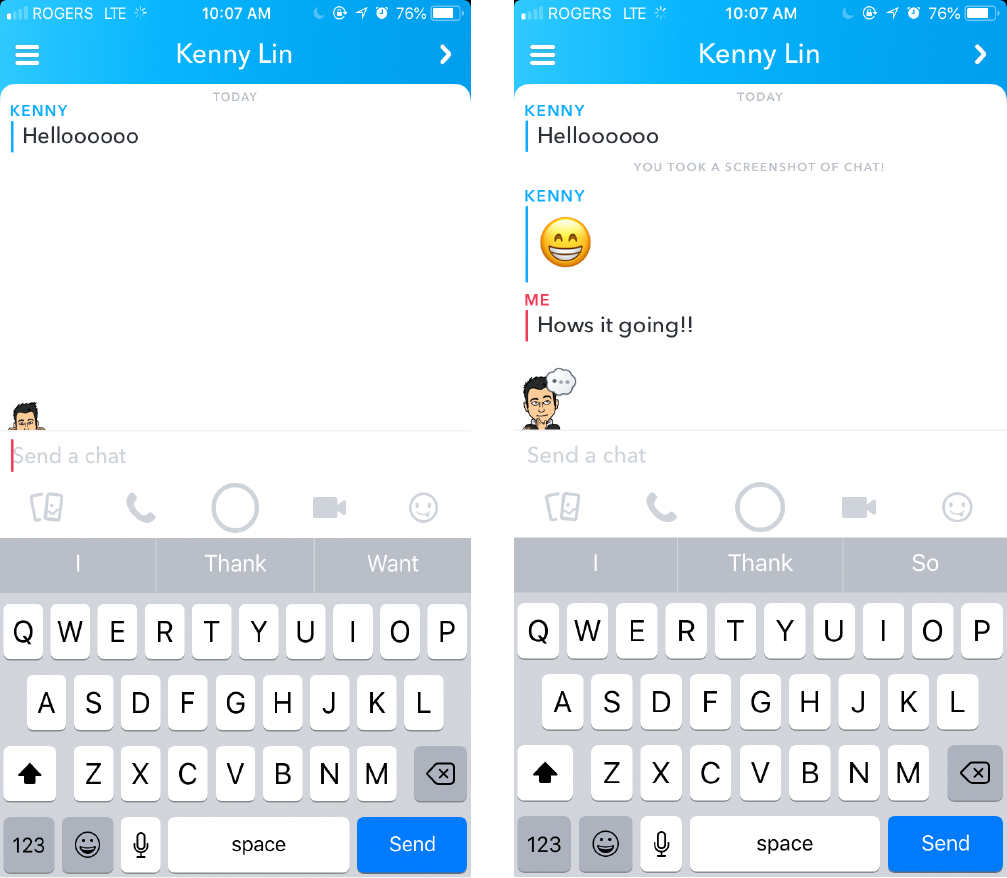 ROGERS LTE 10:07 AM 76%
Kenny Lin
TODAY
KENNY
Helloooooo
Send a chat
I Thank Want
Q W E R T Y U I O P
A S D F G H J K L
Z X C V B N M
123 space Send
ROGERS LTE 10:07 AM 76%
Kenny Lin
TODAY
KENNY
Helloooooo
YOU TOOK A SCREENSHOT OF CHAT!
KENNY
ME
Hows it going!!
Send a chat
I Thank So
Q W E R T Y U I O P
A S D F G H J K L
Z X C V B N M
123 space Send